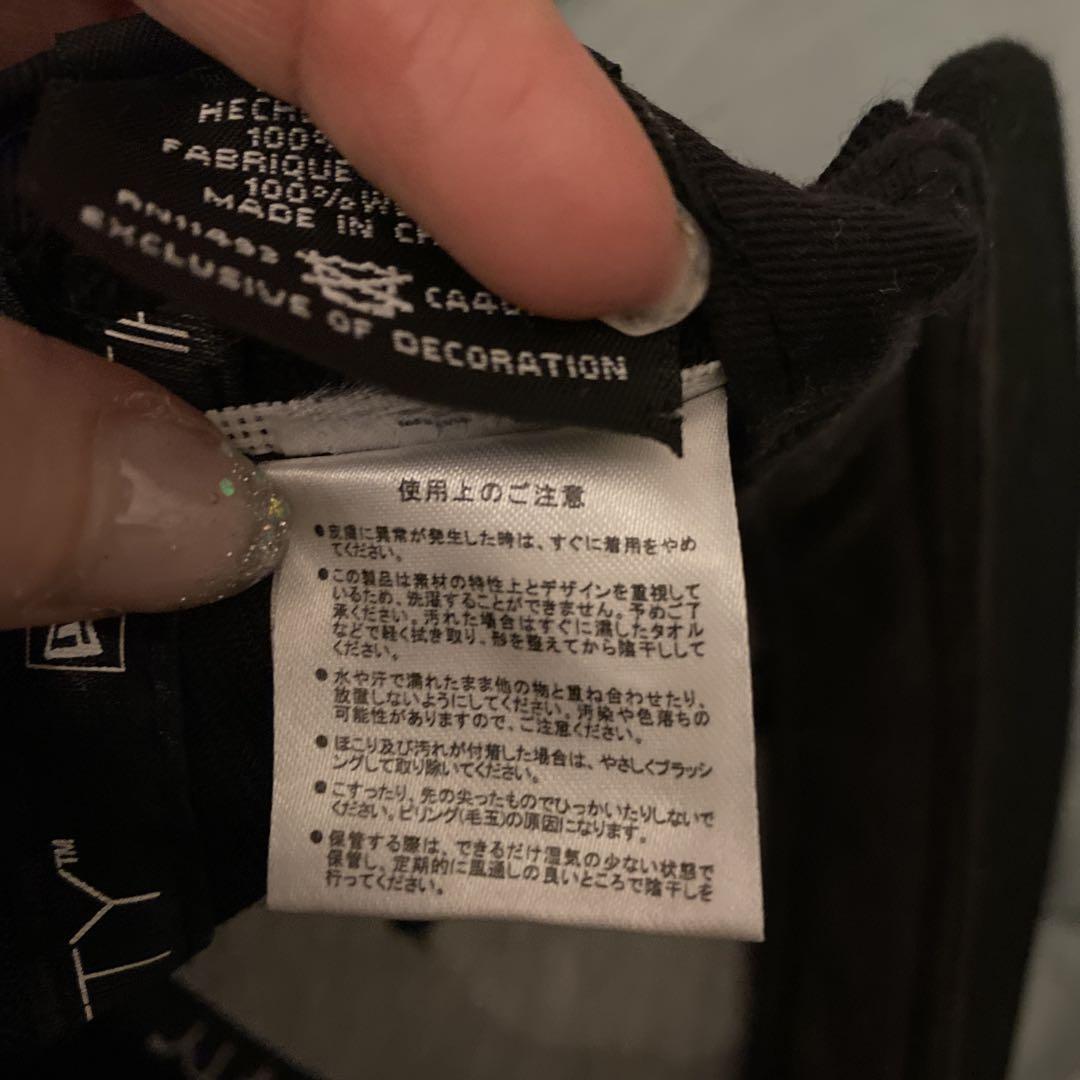 HECH
100%
FABRIQUE
100% W
MADE IN C
RN11493 CA40
EXCLUSIVE OF DECORATION
使用上のご注意
●皮膚に異常が発生した時は、すぐに着用をやめ
てください。
●この製品は素材の特性上とデザインを重視して
いるため、洗濯することができません。予めご了
承ください。汚れた場合はすぐに濕したタオル
などで軽く拭き取り、形を整えてから陰干しして
ください。
●水や汗で濡れたまま他の物と重ね合わせたり、
放置しないようにしてください。汚染や色落ちの
可能性がありますので、ご注意ください。
●ほこり及び汚れが付着した場合は、やさしくブラッシ
ングして取り除いてください。
●こすったり、先の尖ったものでひっかいたりしないで
ください。ピリング(毛玉)の原因になります。
●保管する際は、できるだけ湿気の少ない状態で
保管し、定期的に風通しの良いところで陰干しを
行ってください。
TY™